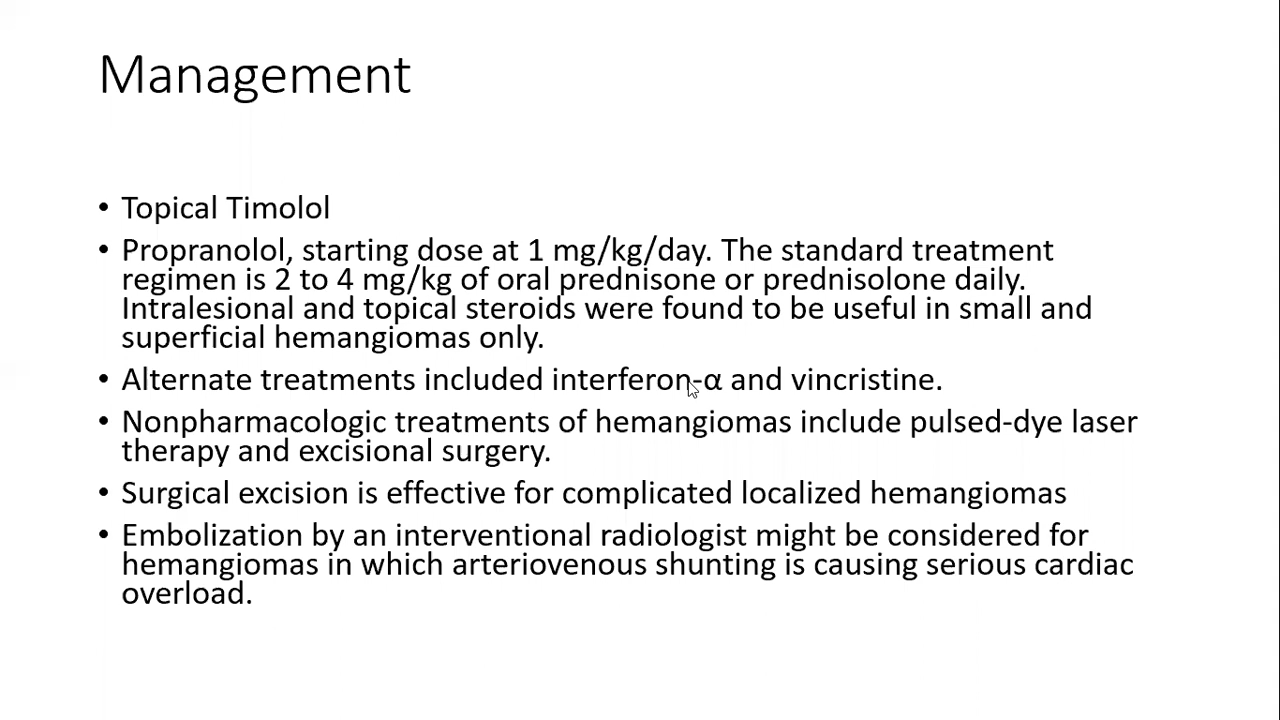 Management
• Topical Timolol
• Propranolol, starting dose at 1 mg/kg/day. The standard treatment
regimen is 2 to 4 mg/kg of oral prednisone or prednisolone daily.
Intralesional and topical steroids were found to be useful in small and
superficial hemangiomas only.
• Alternate treatments included interferon-α and vincristine.
• Nonpharmacologic treatments of hemangiomas include pulsed-dye laser
therapy and excisional surgery.
• Surgical excision is effective for complicated localized hemangiomas
• Embolization by an interventional radiologist might be considered for
hemangiomas in which arteriovenous shunting is causing serious cardiac
overload.